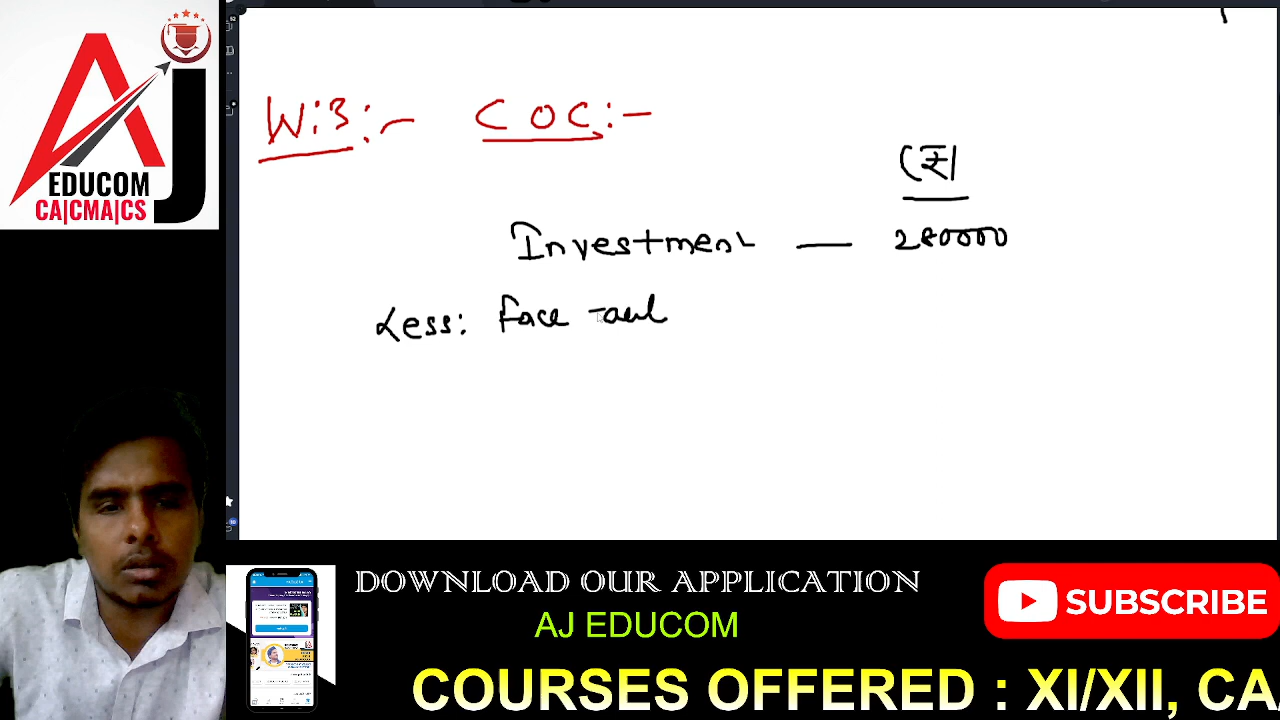 AJ
EDUCOM
CA|CMA|CS
W:3:-
COC:-
(₹)
Investment — 280000
Less: face
DOWNLOAD OUR APPLICATION
AJ EDUCOM
SUBSCRIBE
COURSES OFFERED : XI/XII, CA